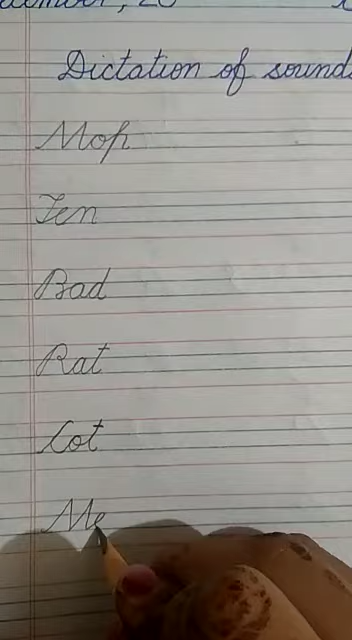 Dictation of sound
Mop
Ten
Bad
Rat
Cot
Me